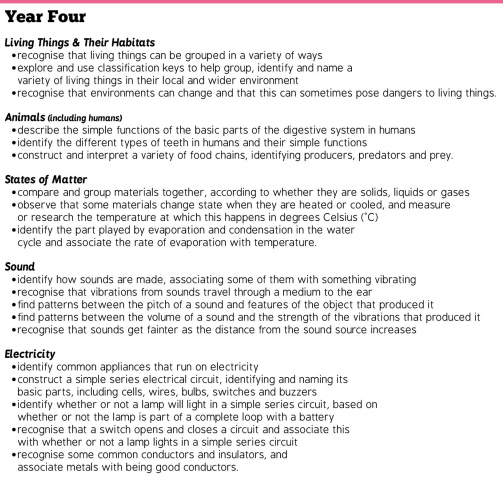 Year Four
Living Things & Their Habitats
•recognise that living things can be grouped in a variety of ways
•explore and use classification keys to help group, identify and name a
variety of living things in their local and wider environment
•recognise that environments can change and that this can sometimes pose dangers to living things.
Animals (including humans)
•describe the simple functions of the basic parts of the digestive system in humans
•identify the different types of teeth in humans and their simple functions
•construct and interpret a variety of food chains, identifying producers, predators and prey.
States of Matter
•compare and group materials together, according to whether they are solids, liquids or gases
•observe that some materials change state when they are heated or cooled, and measure
or research the temperature at which this happens in degrees Celsius (°C)
•identify the part played by evaporation and condensation in the water
cycle and associate the rate of evaporation with temperature.
Sound
•identify how sounds are made, associating some of them with something vibrating
•recognise that vibrations from sounds travel through a medium to the ear
•find patterns between the pitch of a sound and features of the object that produced it
•find patterns between the volume of a sound and the strength of the vibrations that produced it
•recognise that sounds get fainter as the distance from the sound source increases
Electricity
•identify common appliances that run on electricity
•construct a simple series electrical circuit, identifying and naming its
basic parts, including cells, wires, bulbs, switches and buzzers
•identify whether or not a lamp will light in a simple series circuit, based on
whether or not the lamp is part of a complete loop with a battery
•recognise that a switch opens and closes a circuit and associate this
with whether or not a lamp lights in a simple series circuit
•recognise some common conductors and insulators, and
associate metals with being good conductors.